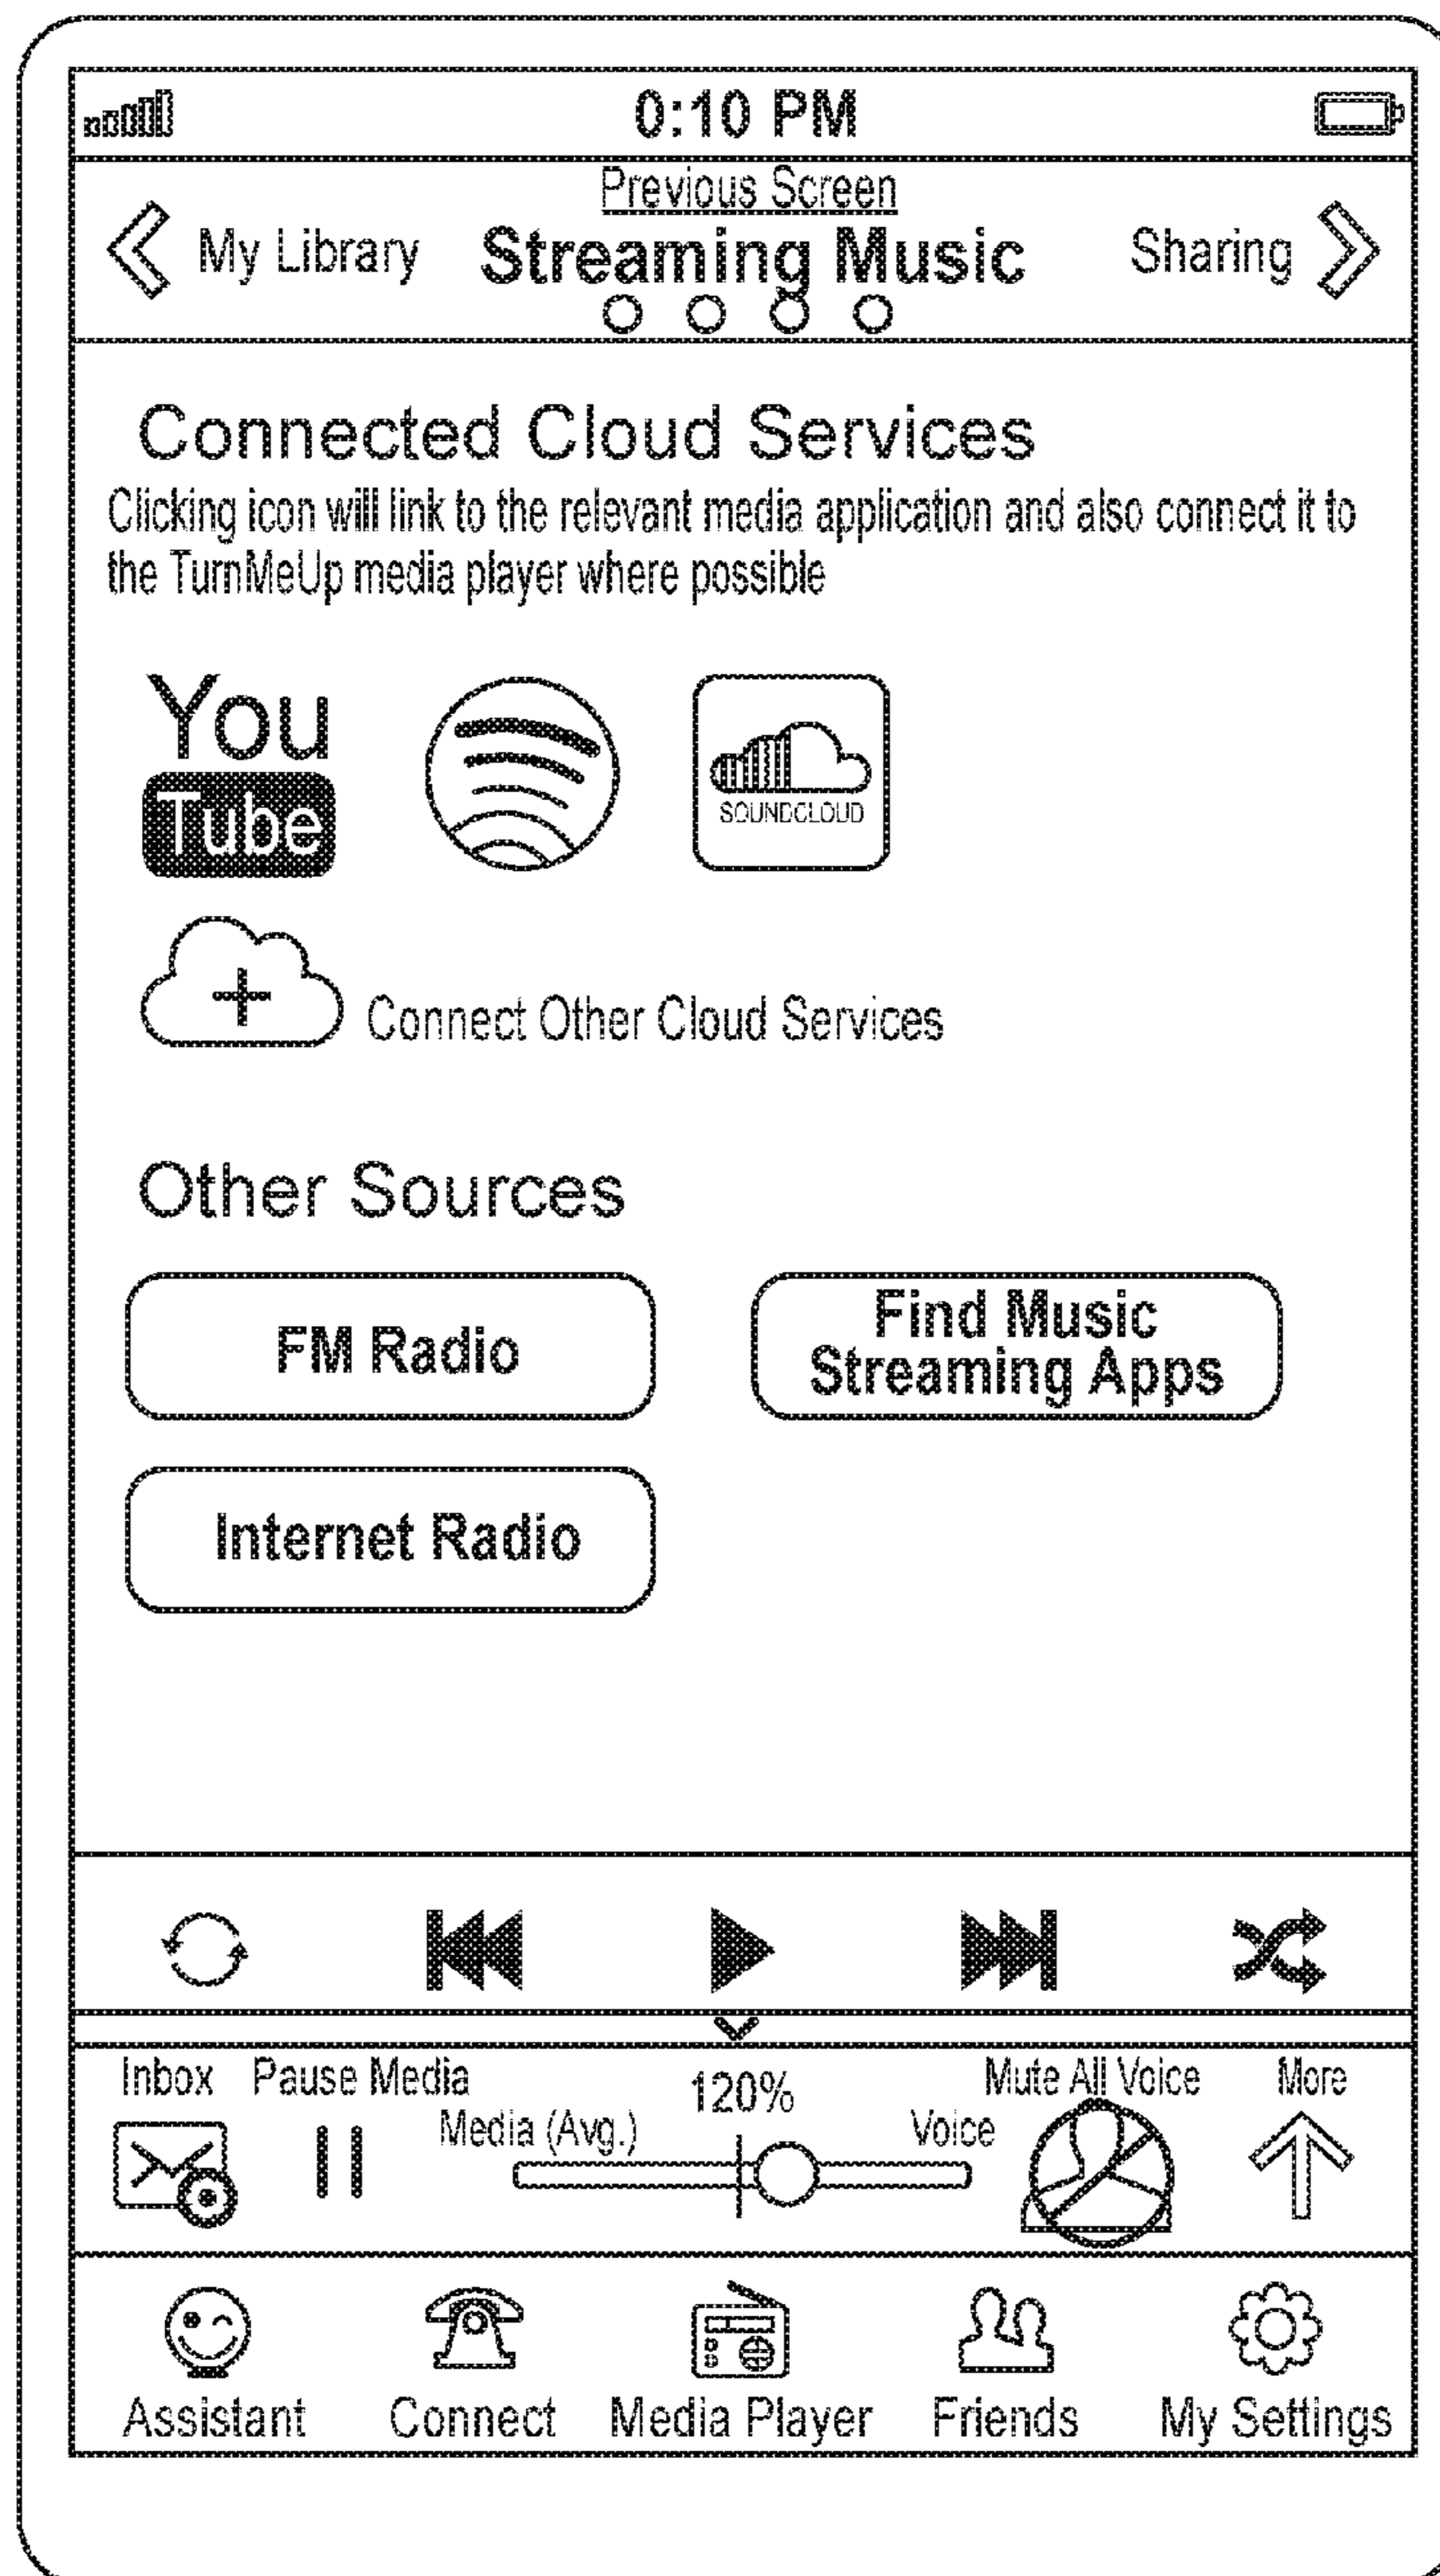 0:10 PM
Previous Screen
My Library Streaming Music Sharing
Connected Cloud Services
Clicking icon will link to the relevant media application and also connect it to
the TurnMeUp media player where possible
You
Tube
SOUNDCLOUD
Connect Other Cloud Services
Other Sources
FM Radio
Find Music
Streaming Apps
Internet Radio
Inbox Pause Media 120% Mute All Voice More
Media (Avg.) Voice
Assistant Connect Media Player Friends My Settings